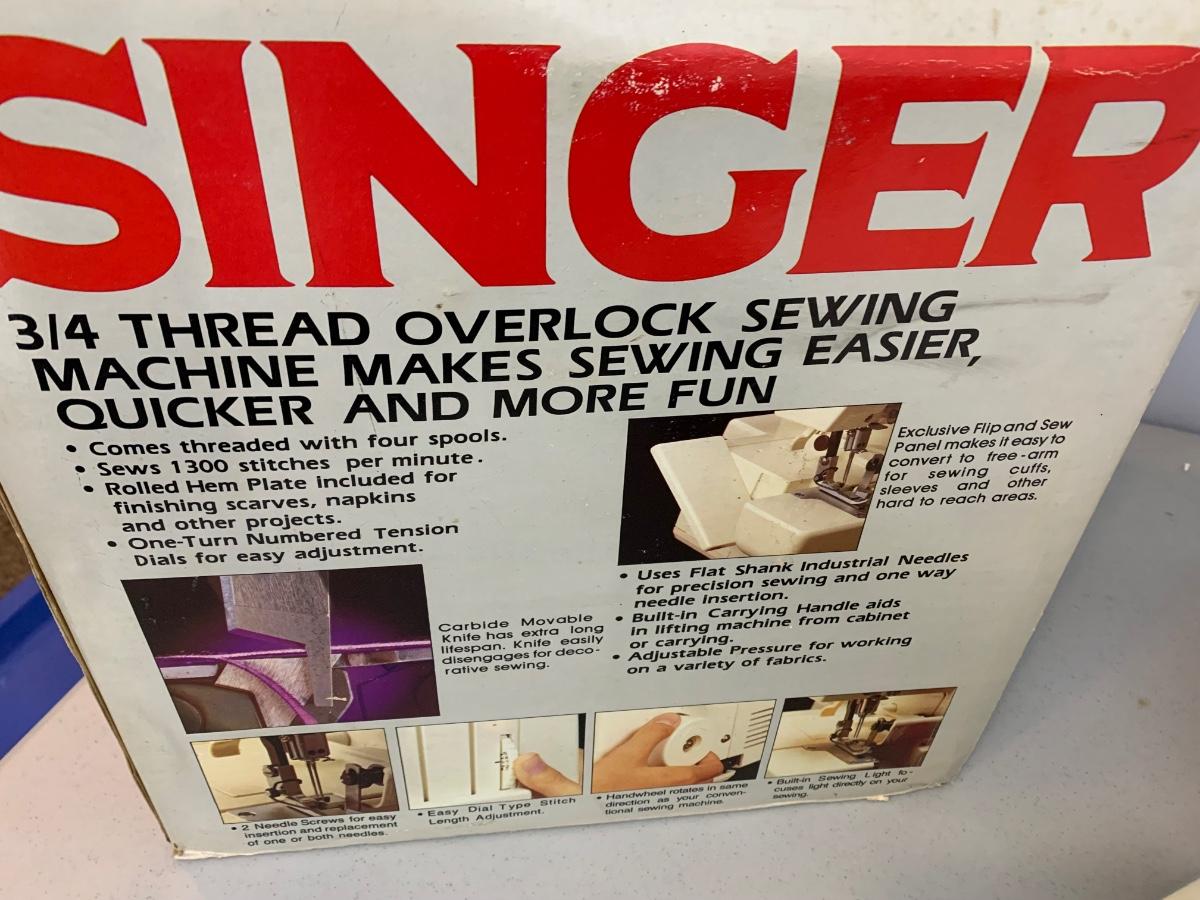 SINGER
3/4 THREAD OVERLOCK SEWING
MACHINE MAKES SEWING EASIER,
QUICKER AND MORE FUN
• Comes threaded with four spools.
• Sews 1300 stitches per minute.
• Rolled Hem Plate included for
finishing scarves, napkins
and other projects.
• One-Turn Numbered Tension
Dials for easy adjustment.
Exclusive Flip and Sew
Panel makes it easy to
convert to free-arm
for sewing cuffs,
sleeves and other
hard to reach areas.
Carbide Movable
Knife has extra long
lifespan. Knife easily
disengages for deco-
rative sewing.
• Uses Flat Shank Industrial Needles
for precision sewing and one way
needle insertion.
• Built-in Carrying Handle aids
in lifting machine from cabinet
or carrying.
• Adjustable Pressure for working
on a variety of fabrics.
• 2 Needle Screws for easy
insertion and replacement
of one or both needles.
• Easy Dial Type Stitch
Length Adjustment.
• Handwheel rotates in same
direction as your conven-
tional sewing machine.
• Built-in Sewing Light fo-
cuses light directly on your
sewing.